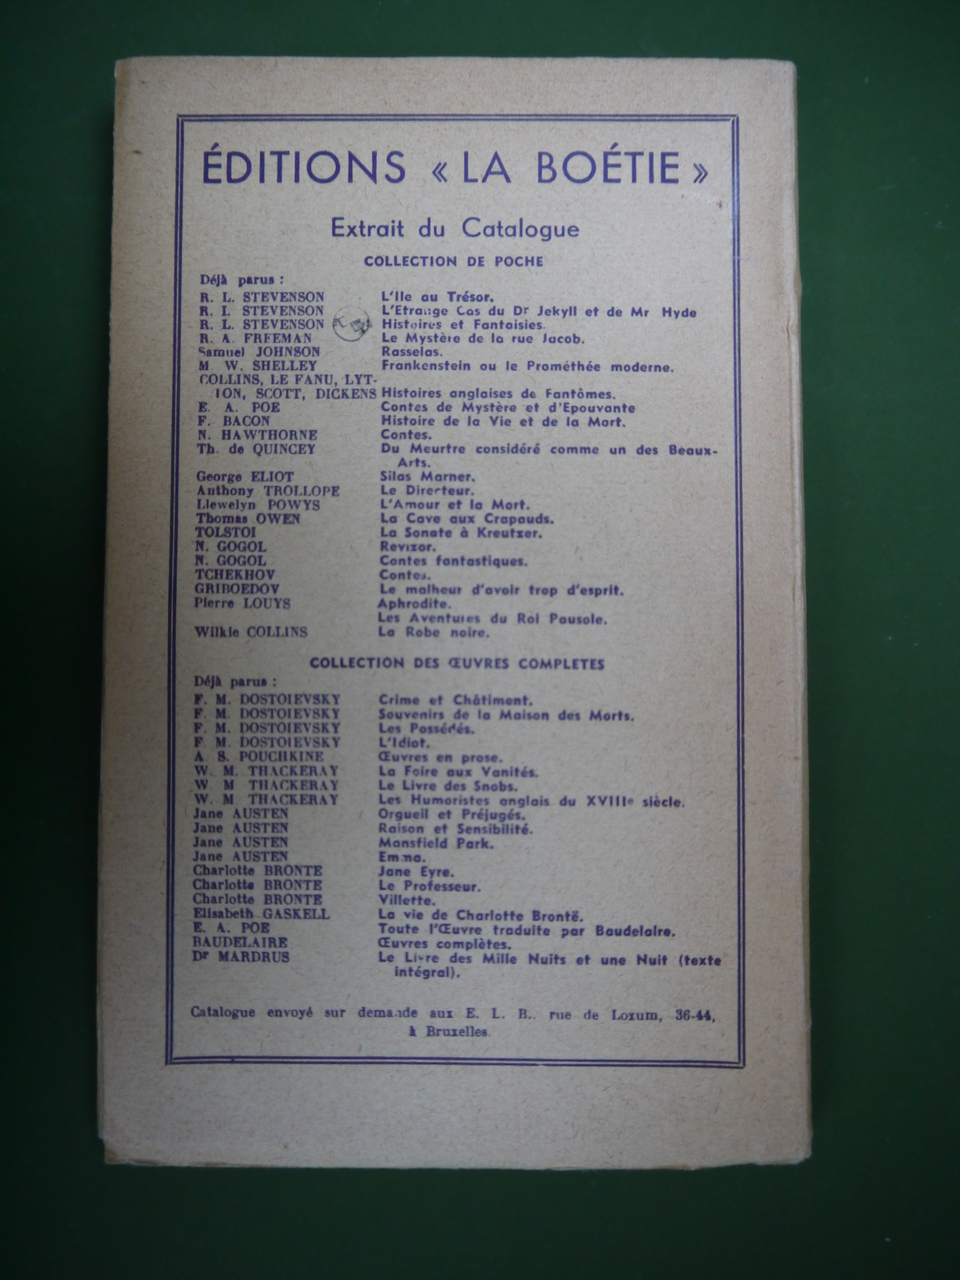 ÉDITIONS « LA BOÉTIE »
Extrait du Catalogue
COLLECTION DE POCHE
Déjà parus :
R. L. STEVENSON L'Ile au Trésor.
R. L STEVENSON L'Etrange Cas du Dr Jekyll et de Mr Hyde
R. L. STEVENSON Histoires et Fantaisies.
R. A. FREEMAN Le Mystère de la rue Jacob.
Samuel JOHNSON Rasselas.
M W. SHELLEY Frankenstein ou le Prométhée moderne.
COLLINS, LE FANU, LYT-
TON, SCOTT, DICKENS Histoires anglaises de Fantômes.
E. A. POE Contes de Mystère et d'Epouvante
F. BACON Histoire de la Vie et de la Mort.
N. HAWTHORNE Contes.
Th. de QUINCEY Du Meurtre considéré comme un des Beaux-
Arts.
George ELIOT Silas Marner.
Anthony TROLLOPE Le Directeur.
Llewelyn POWYS L'Amour et la Mort.
Thomas OWEN La Cave aux Crapauds.
TOLSTOI La Sonate à Kreutzer.
N. GOGOL Revizor.
N. GOGOL Contes fantastiques.
TCHEKHOV Contes.
GRIBOEDOV Le malheur d'avoir trop d'esprit.
Pierre LOUYS Aphrodite.
Les Aventures du Roi Pausole.
Wilkie COLLINS La Robe noire.
COLLECTION DES ŒUVRES COMPLETES
Déjà parus :
F. M. DOSTOIEVSKY Crime et Châtiment.
F. M. DOSTOIEVSKY Souvenirs de la Maison des Morts.
F. M. DOSTOIEVSKY Les Possédés.
F. M. DOSTOIEVSKY L'Idiot.
A S. POUCHKINE Œuvres en prose.
W. M. THACKERAY La Foire aux Vanités.
W. M THACKERAY Le Livre des Snobs.
W. M THACKERAY Les Humoristes anglais du XVIIIe siècle.
Jane AUSTEN Orgueil et Préjugés.
Jane AUSTEN Raison et Sensibilité.
Jane AUSTEN Mansfield Park.
Jane AUSTEN Emma.
Charlotte BRONTE Jane Eyre.
Charlotte BRONTE Le Professeur.
Charlotte BRONTE Villette.
Elisabeth GASKELL La vie de Charlotte Brontë.
E. A. POE Toute l'Œuvre traduite par Baudelaire.
BAUDELAIRE Œuvres complètes.
Dr MARDRUS Le Livre des Mille Nuits et une Nuit (texte
intégral).
Catalogue envoyé sur demande aux E. L. B., rue de Loxum, 36-44,
à Bruxelles